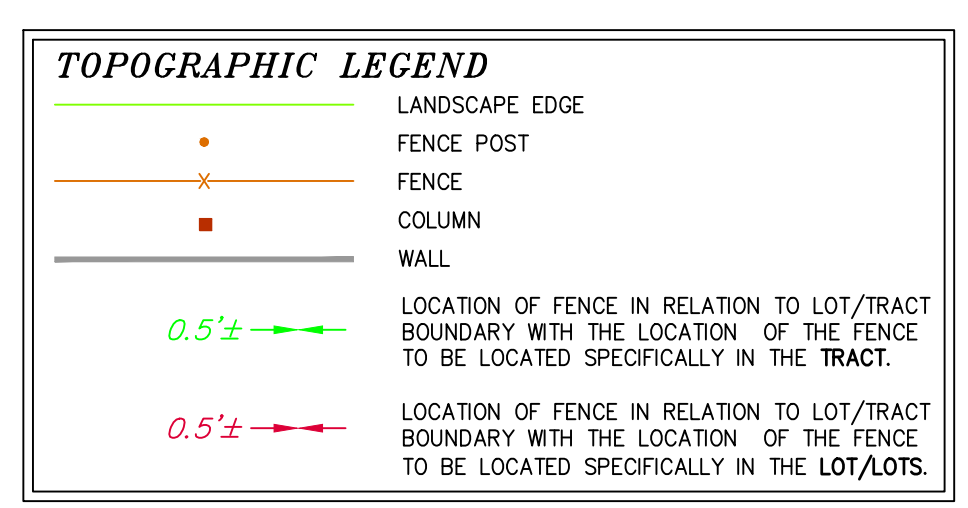 TOPOGRAPHIC LEGEND
LANDSCAPE EDGE
FENCE POST
FENCE
COLUMN
WALL
0.5'±
LOCATION OF FENCE IN RELATION TO LOT/TRACT
BOUNDARY WITH THE LOCATION OF THE FENCE
TO BE LOCATED SPECIFICALLY IN THE TRACT.
0.5'±
LOCATION OF FENCE IN RELATION TO LOT/TRACT
BOUNDARY WITH THE LOCATION OF THE FENCE
TO BE LOCATED SPECIFICALLY IN THE LOT/LOTS.